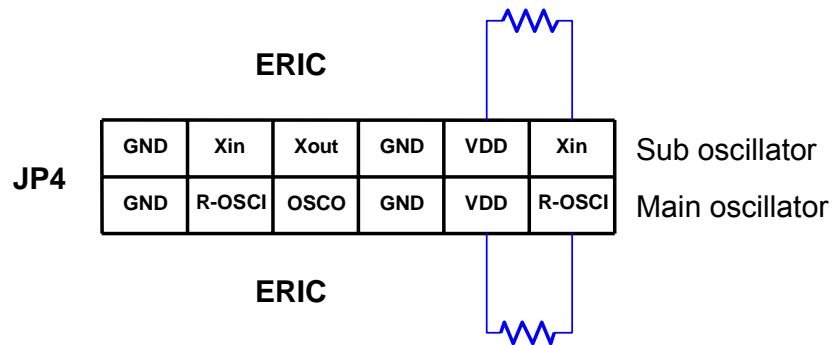 ERIC
JP4
GND Xin Xout GND VDD Xin Sub oscillator
GND R-OSCI OSCO GND VDD R-OSCI Main oscillator
ERIC